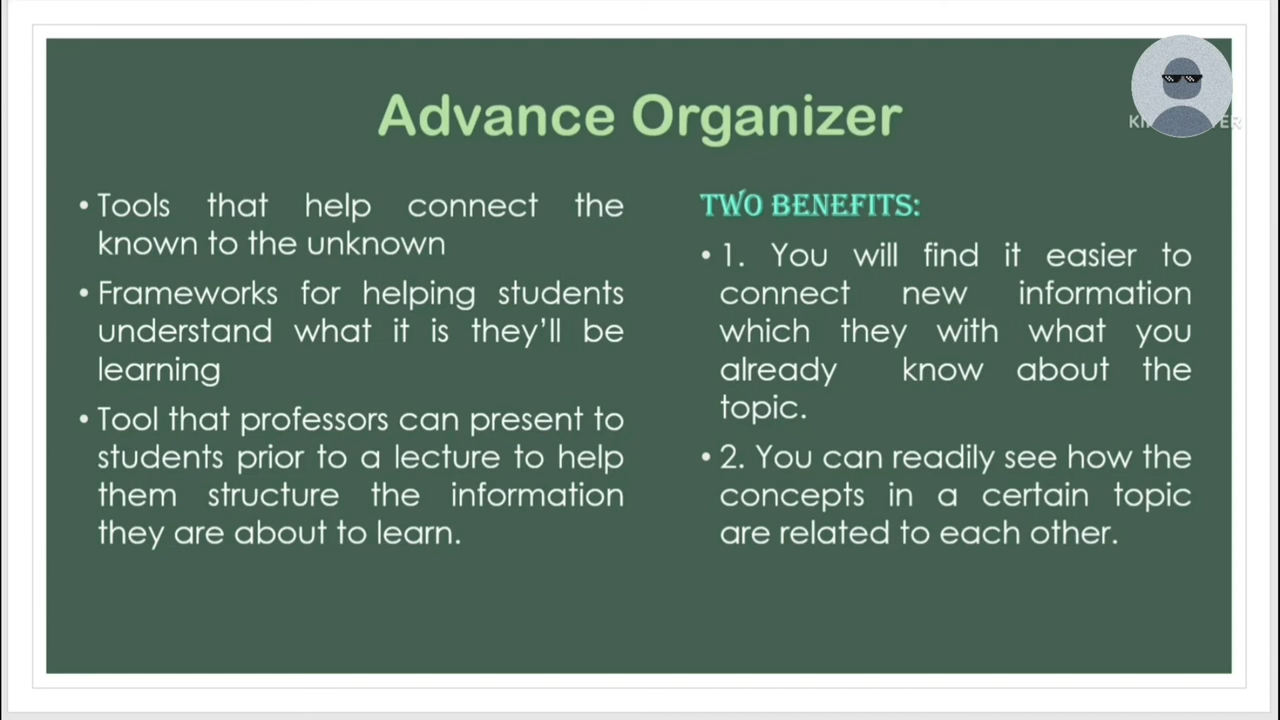 Advance Organizer
• Tools that help connect the
known to the unknown
• Frameworks for helping students
understand what it is they'll be
learning
• Tool that professors can present to
students prior to a lecture to help
them structure the information
they are about to learn.
TWO BENEFITS:
• 1. You will find it easier to
connect new information
which they with what you
already know about the
topic.
• 2. You can readily see how the
concepts in a certain topic
are related to each other.